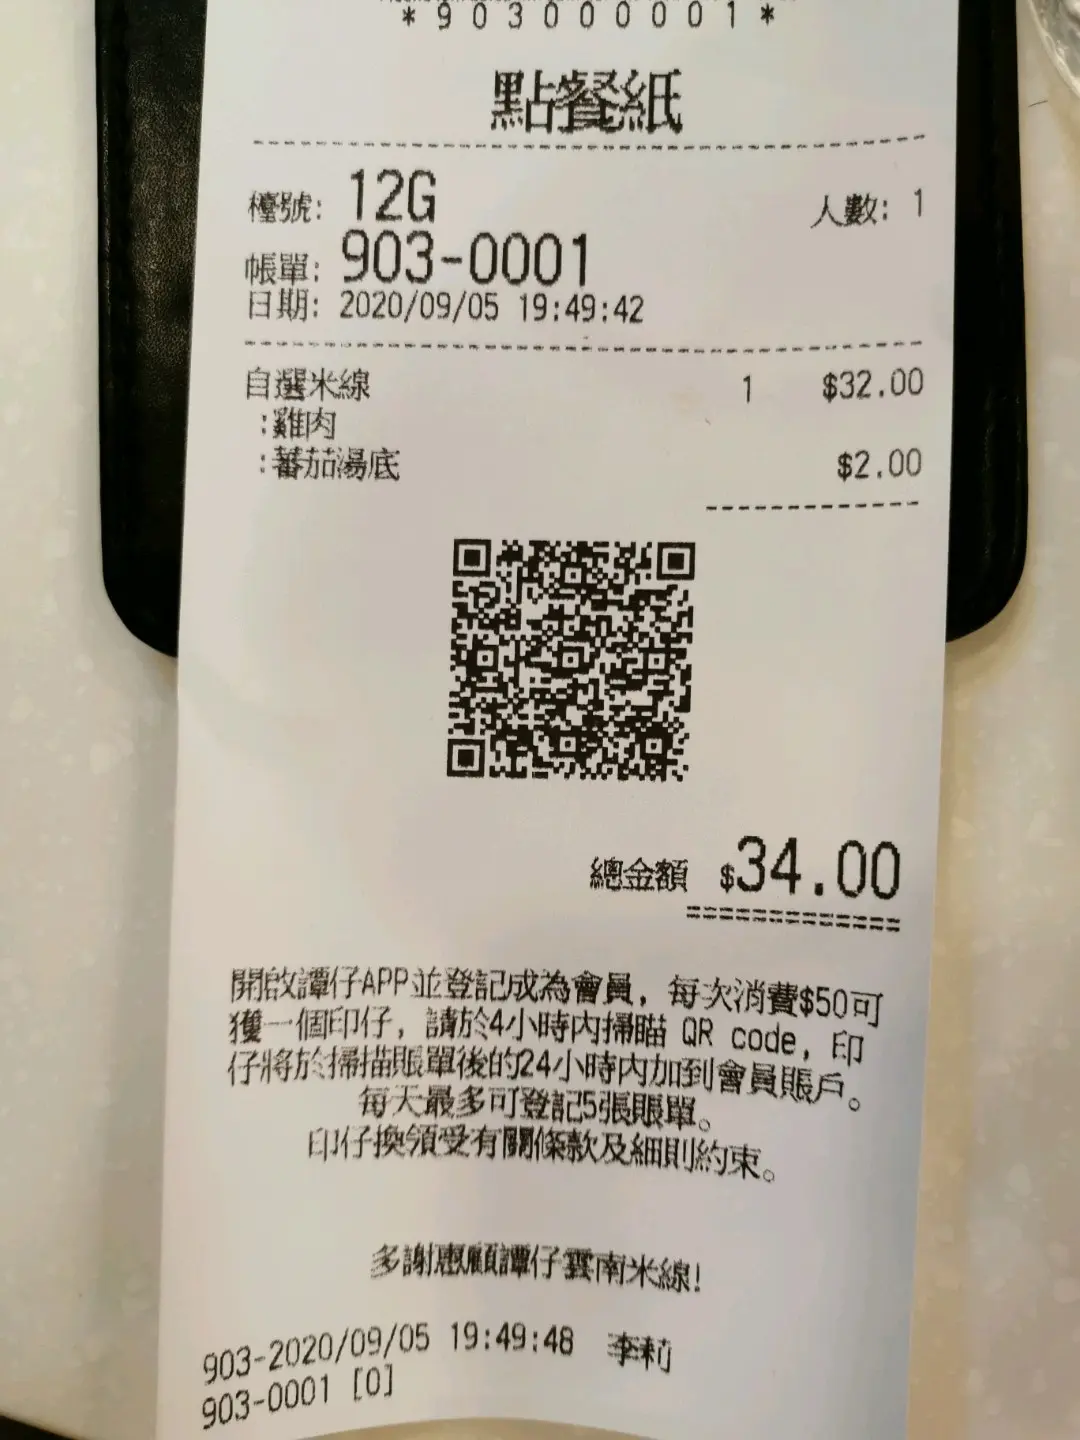 *903000001*
點餐紙
檯號: 12G 人數: 1
帳單: 903-0001
日期: 2020/09/05 19:49:42
自選米線 1 $32.00
:雞肉
:蕃茄湯底 $2.00
總金額 $34.00
開啟譚仔APP並登記成為會員, 每次消費$50可
獲一個印仔, 請於4小時內掃瞄 QR code, 印
仔將於掃描賬單後的24小時內加到會員賬戶。
每天最多可登記5張賬單。
印仔換領受有關條款及細則約束。
多謝惠顧譚仔雲南米線!
903-2020/09/05 19:49:48 李莉
903-0001 [0]